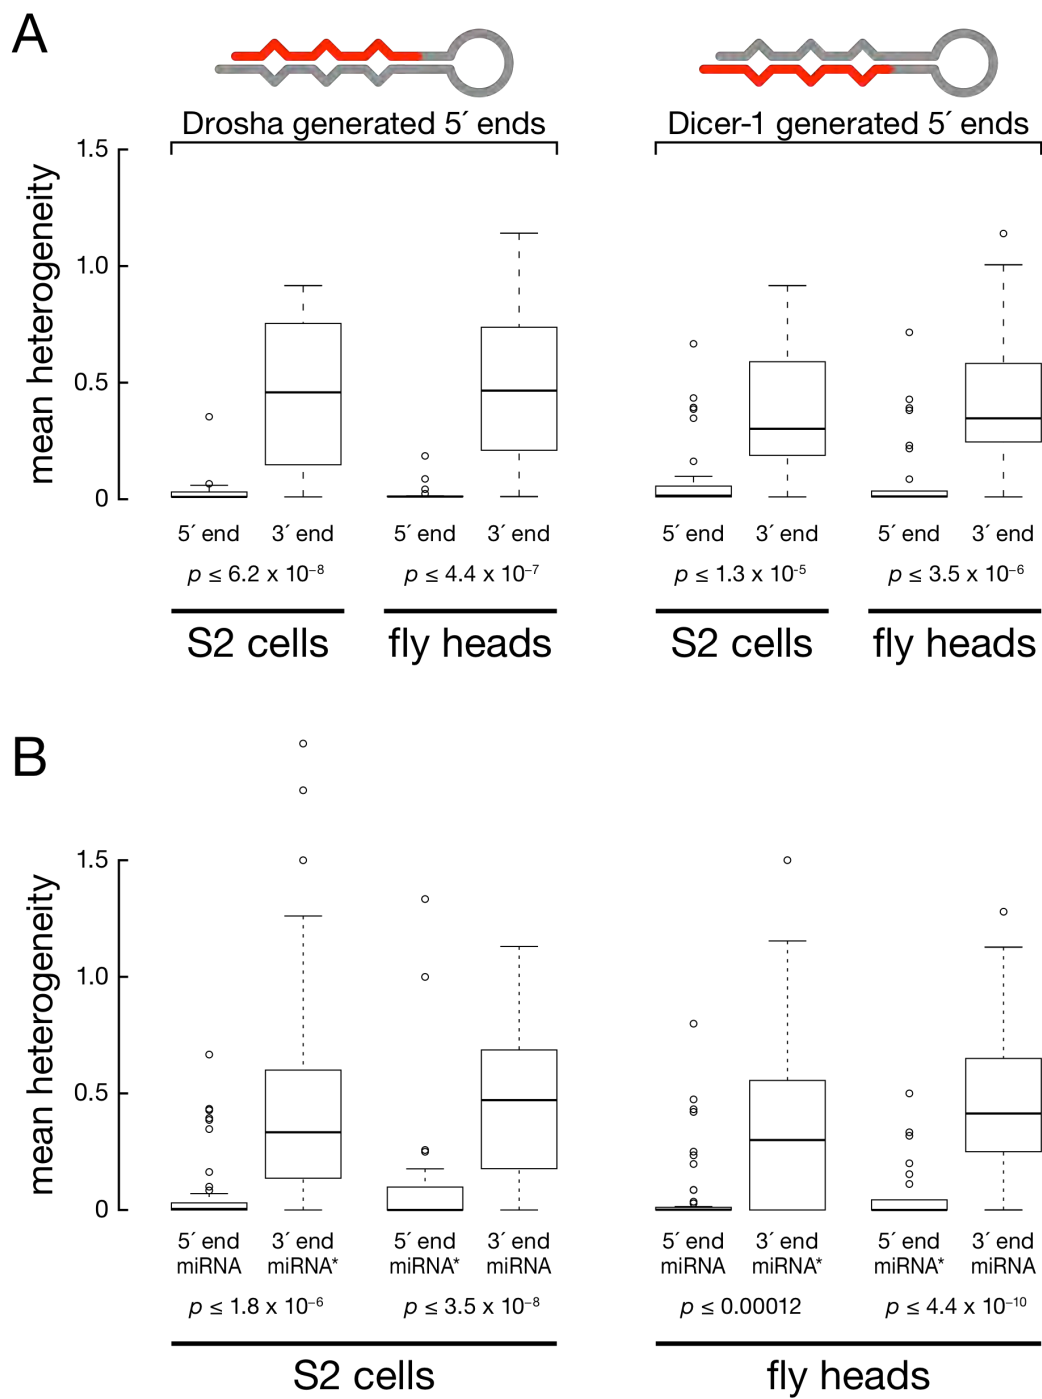 A
Drosha generated 5´ ends
Dicer-1 generated 5´ ends
mean heterogeneity
1.5
1.0
0.5
0
5´ end 3´ end 5´ end 3´ end 5´ end 3´ end 5´ end 3´ end
p ≤ 6.2 x 10⁻⁸ p ≤ 4.4 x 10⁻⁷ p ≤ 1.3 x 10⁻⁵ p ≤ 3.5 x 10⁻⁶
S2 cells fly heads S2 cells fly heads
B
mean heterogeneity
1.5
1.0
0.5
0
5´ end 3´ end 5´ end 3´ end 5´ end 3´ end 5´ end 3´ end
miRNA miRNA* miRNA* miRNA miRNA miRNA* miRNA* miRNA
p ≤ 1.8 x 10⁻⁶ p ≤ 3.5 x 10⁻⁸ p ≤ 0.00012 p ≤ 4.4 x 10⁻¹⁰
S2 cells fly heads